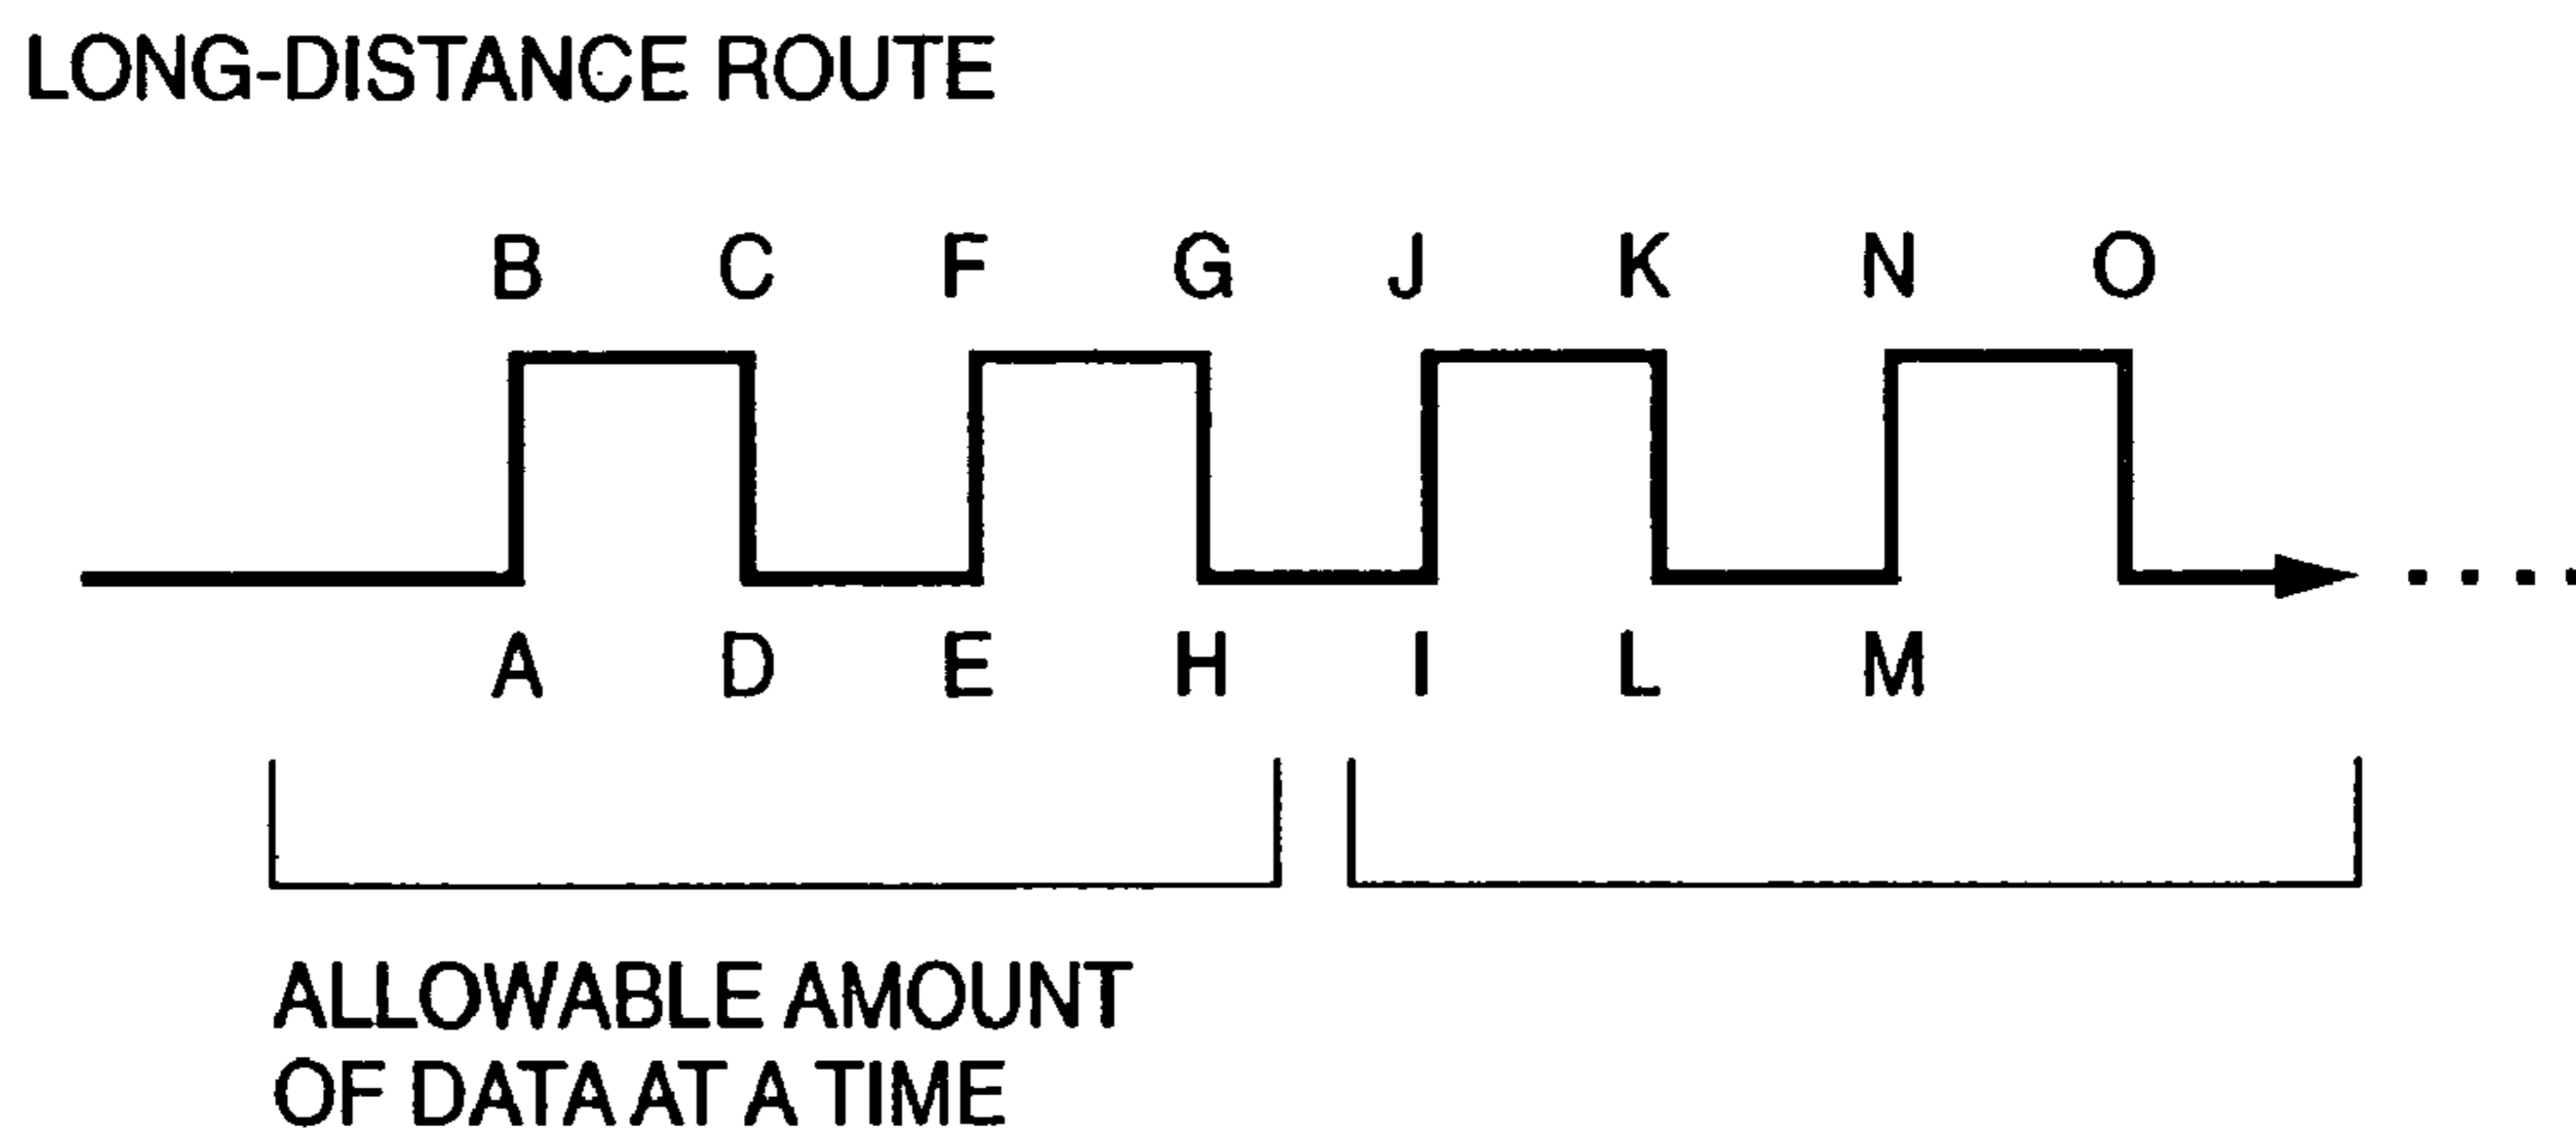 LONG-DISTANCE ROUTE
B C F G J K N O
A D E H I L M
ALLOWABLE AMOUNT
OF DATA AT A TIME